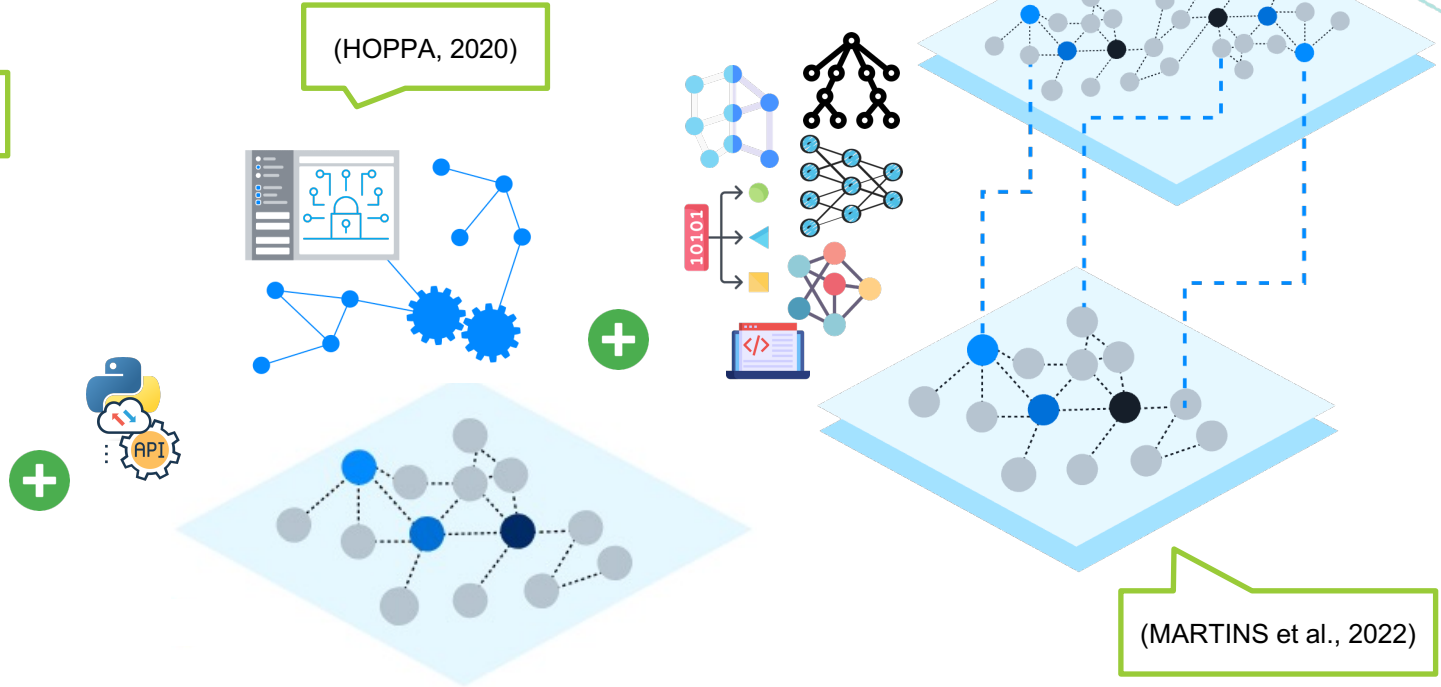 (HOPPA, 2020)
10101
</>
API
(MARTINS et al., 2022)